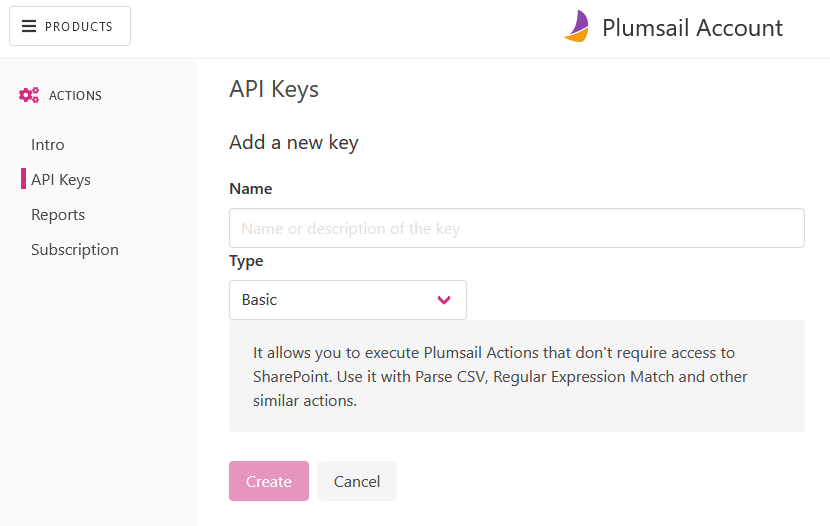 PRODUCTS
Plumsail Account
ACTIONS
Intro
API Keys
Reports
Subscription
API Keys
Add a new key
Name
Name or description of the key
Type
Basic
It allows you to execute Plumsail Actions that don't require access to
SharePoint. Use it with Parse CSV, Regular Expression Match and other
similar actions.
Create
Cancel